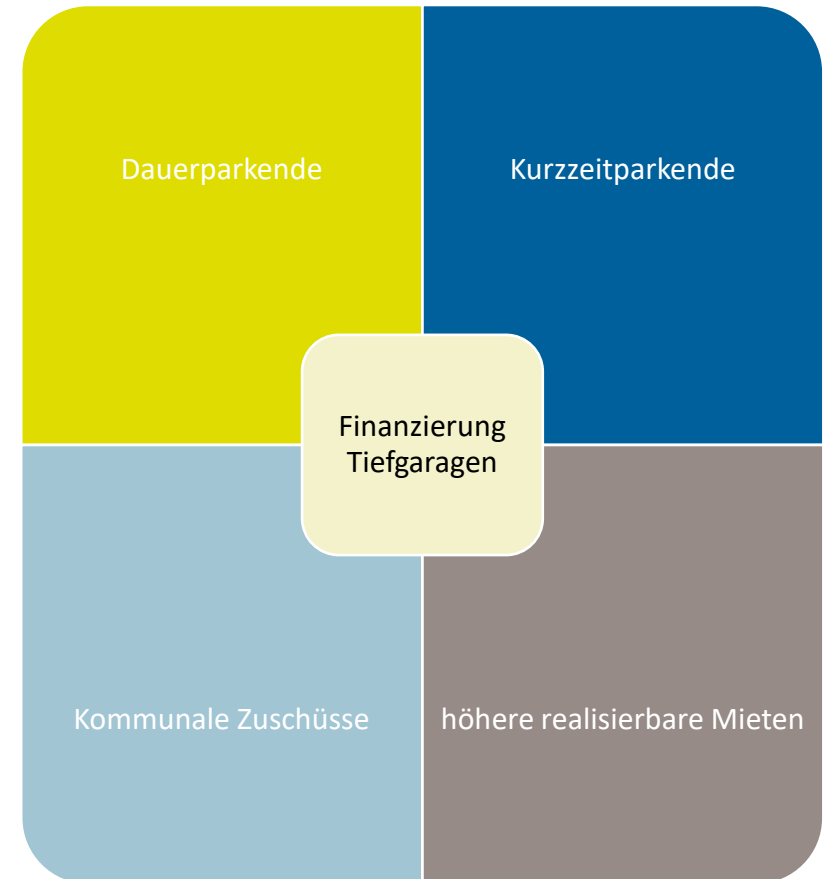 Dauerparkende
Kurzzeitparkende
Finanzierung
Tiefgaragen
Kommunale Zuschüsse
höhere realisierbare Mieten